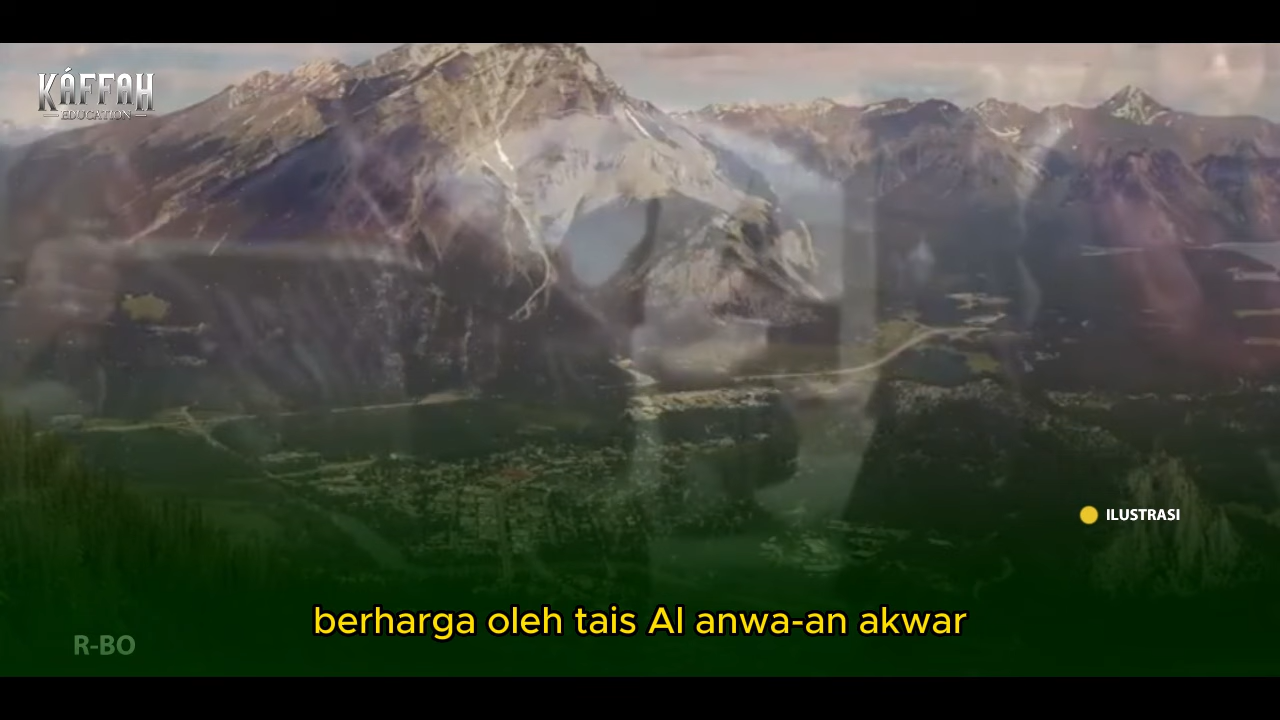 KÁFFAH
EDUCATION
ILUSTRASI
berharga oleh tais Al anwa-an akwar
R-BO